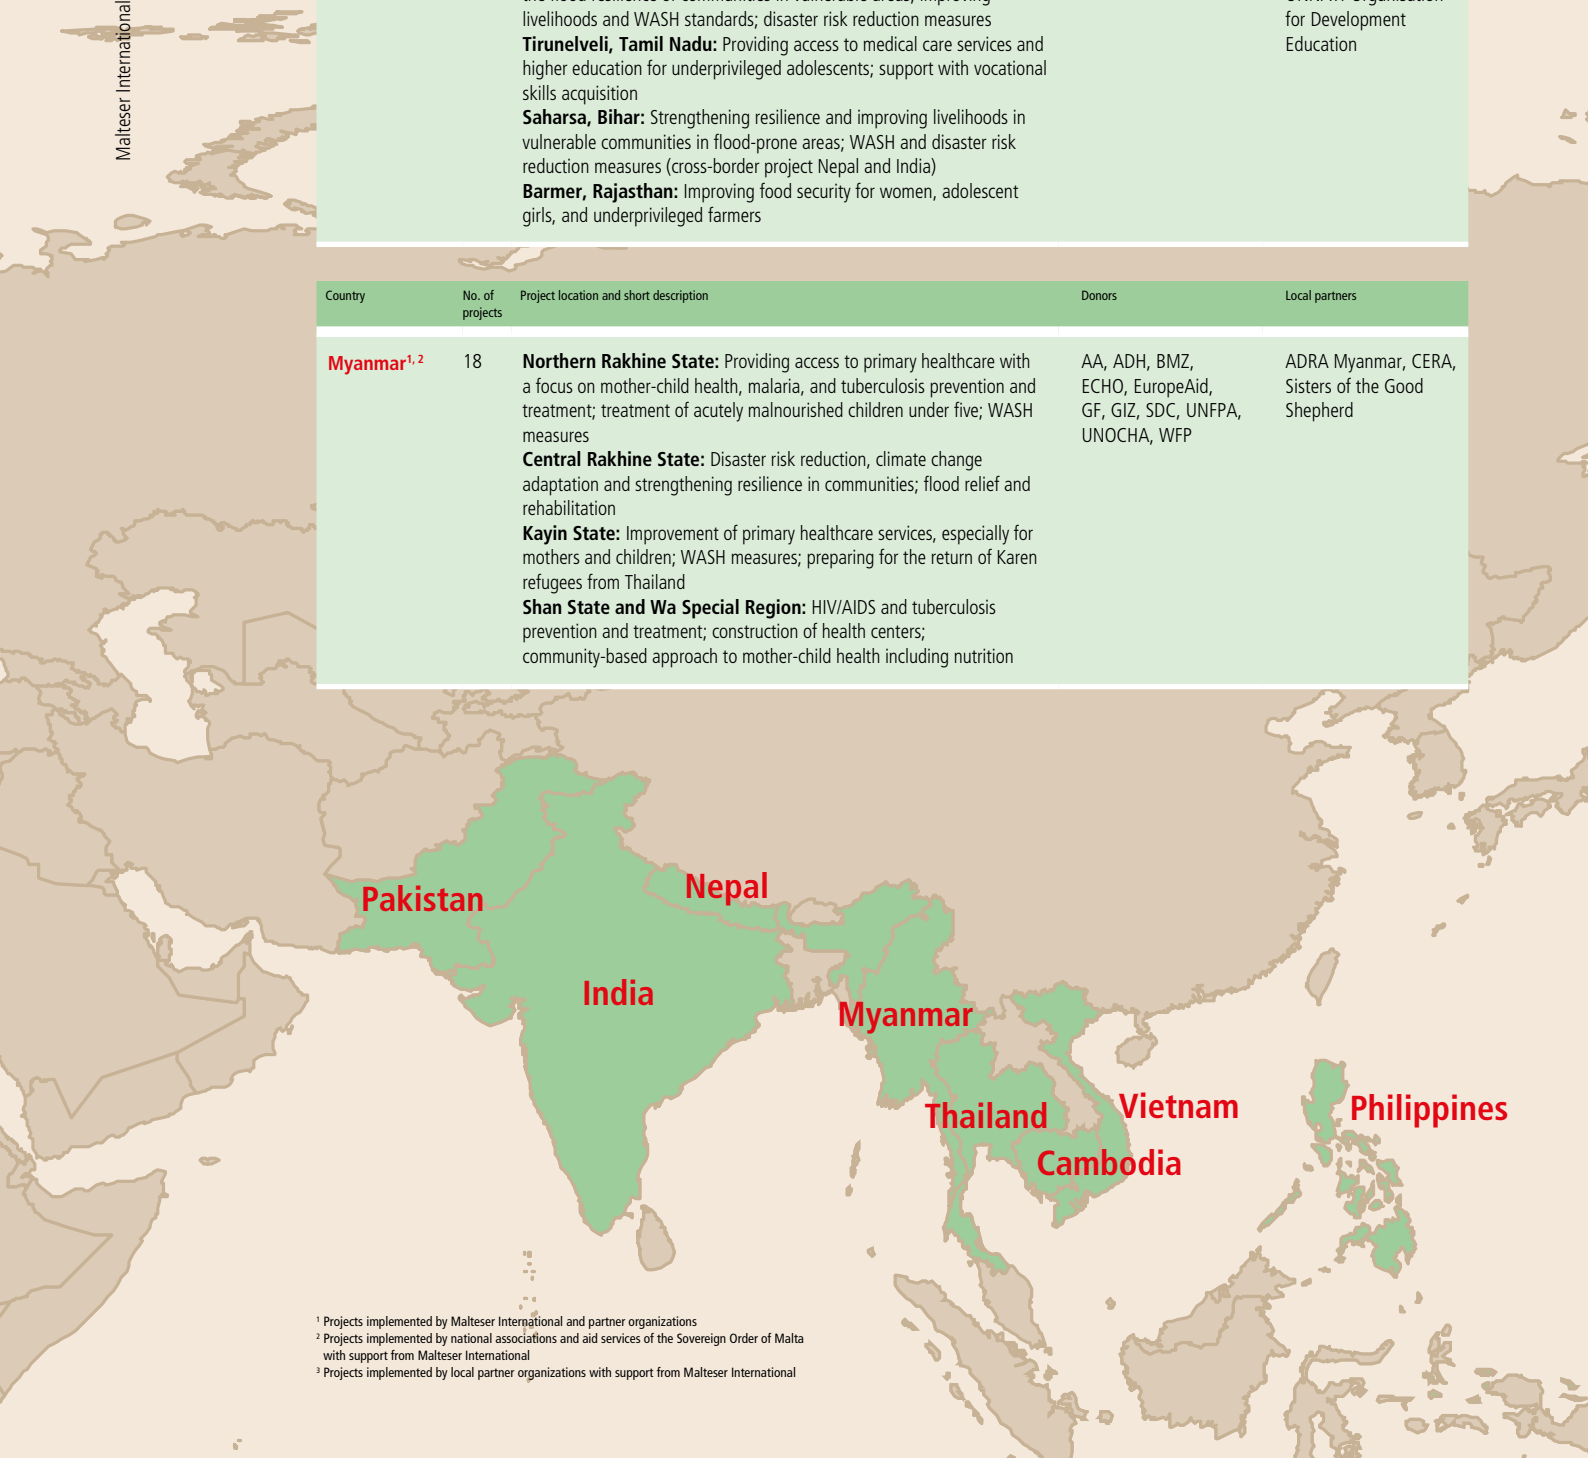 Malteser International
livelihoods and WASH standards; disaster risk reduction measures
Tirunelveli, Tamil Nadu: Providing access to medical care services and
higher education for underprivileged adolescents; support with vocational
skills acquisition
Saharsa, Bihar: Strengthening resilience and improving livelihoods in
vulnerable communities in flood-prone areas; WASH and disaster risk
reduction measures (cross-border project Nepal and India)
Barmer, Rajasthan: Improving food security for women, adolescent
girls, and underprivileged farmers
for Development
Education
Country
No. of
projects
Project location and short description
Donors
Local partners
Myanmar1, 2
18
Northern Rakhine State: Providing access to primary healthcare with
a focus on mother-child health, malaria, and tuberculosis prevention and
treatment; treatment of acutely malnourished children under five; WASH
measures
Central Rakhine State: Disaster risk reduction, climate change
adaptation and strengthening resilience in communities; flood relief and
rehabilitation
Kayin State: Improvement of primary healthcare services, especially for
mothers and children; WASH measures; preparing for the return of Karen
refugees from Thailand
Shan State and Wa Special Region: HIV/AIDS and tuberculosis
prevention and treatment; construction of health centers;
community-based approach to mother-child health including nutrition
AA, ADH, BMZ,
ECHO, EuropeAid,
GF, GIZ, SDC, UNFPA,
UNOCHA, WFP
ADRA Myanmar, CERA,
Sisters of the Good
Shepherd
Pakistan
Nepal
India
Myanmar
Thailand
Vietnam
Cambodia
Philippines
1 Projects implemented by Malteser International and partner organizations
2 Projects implemented by national associations and aid services of the Sovereign Order of Malta
with support from Malteser International
3 Projects implemented by local partner organizations with support from Malteser International